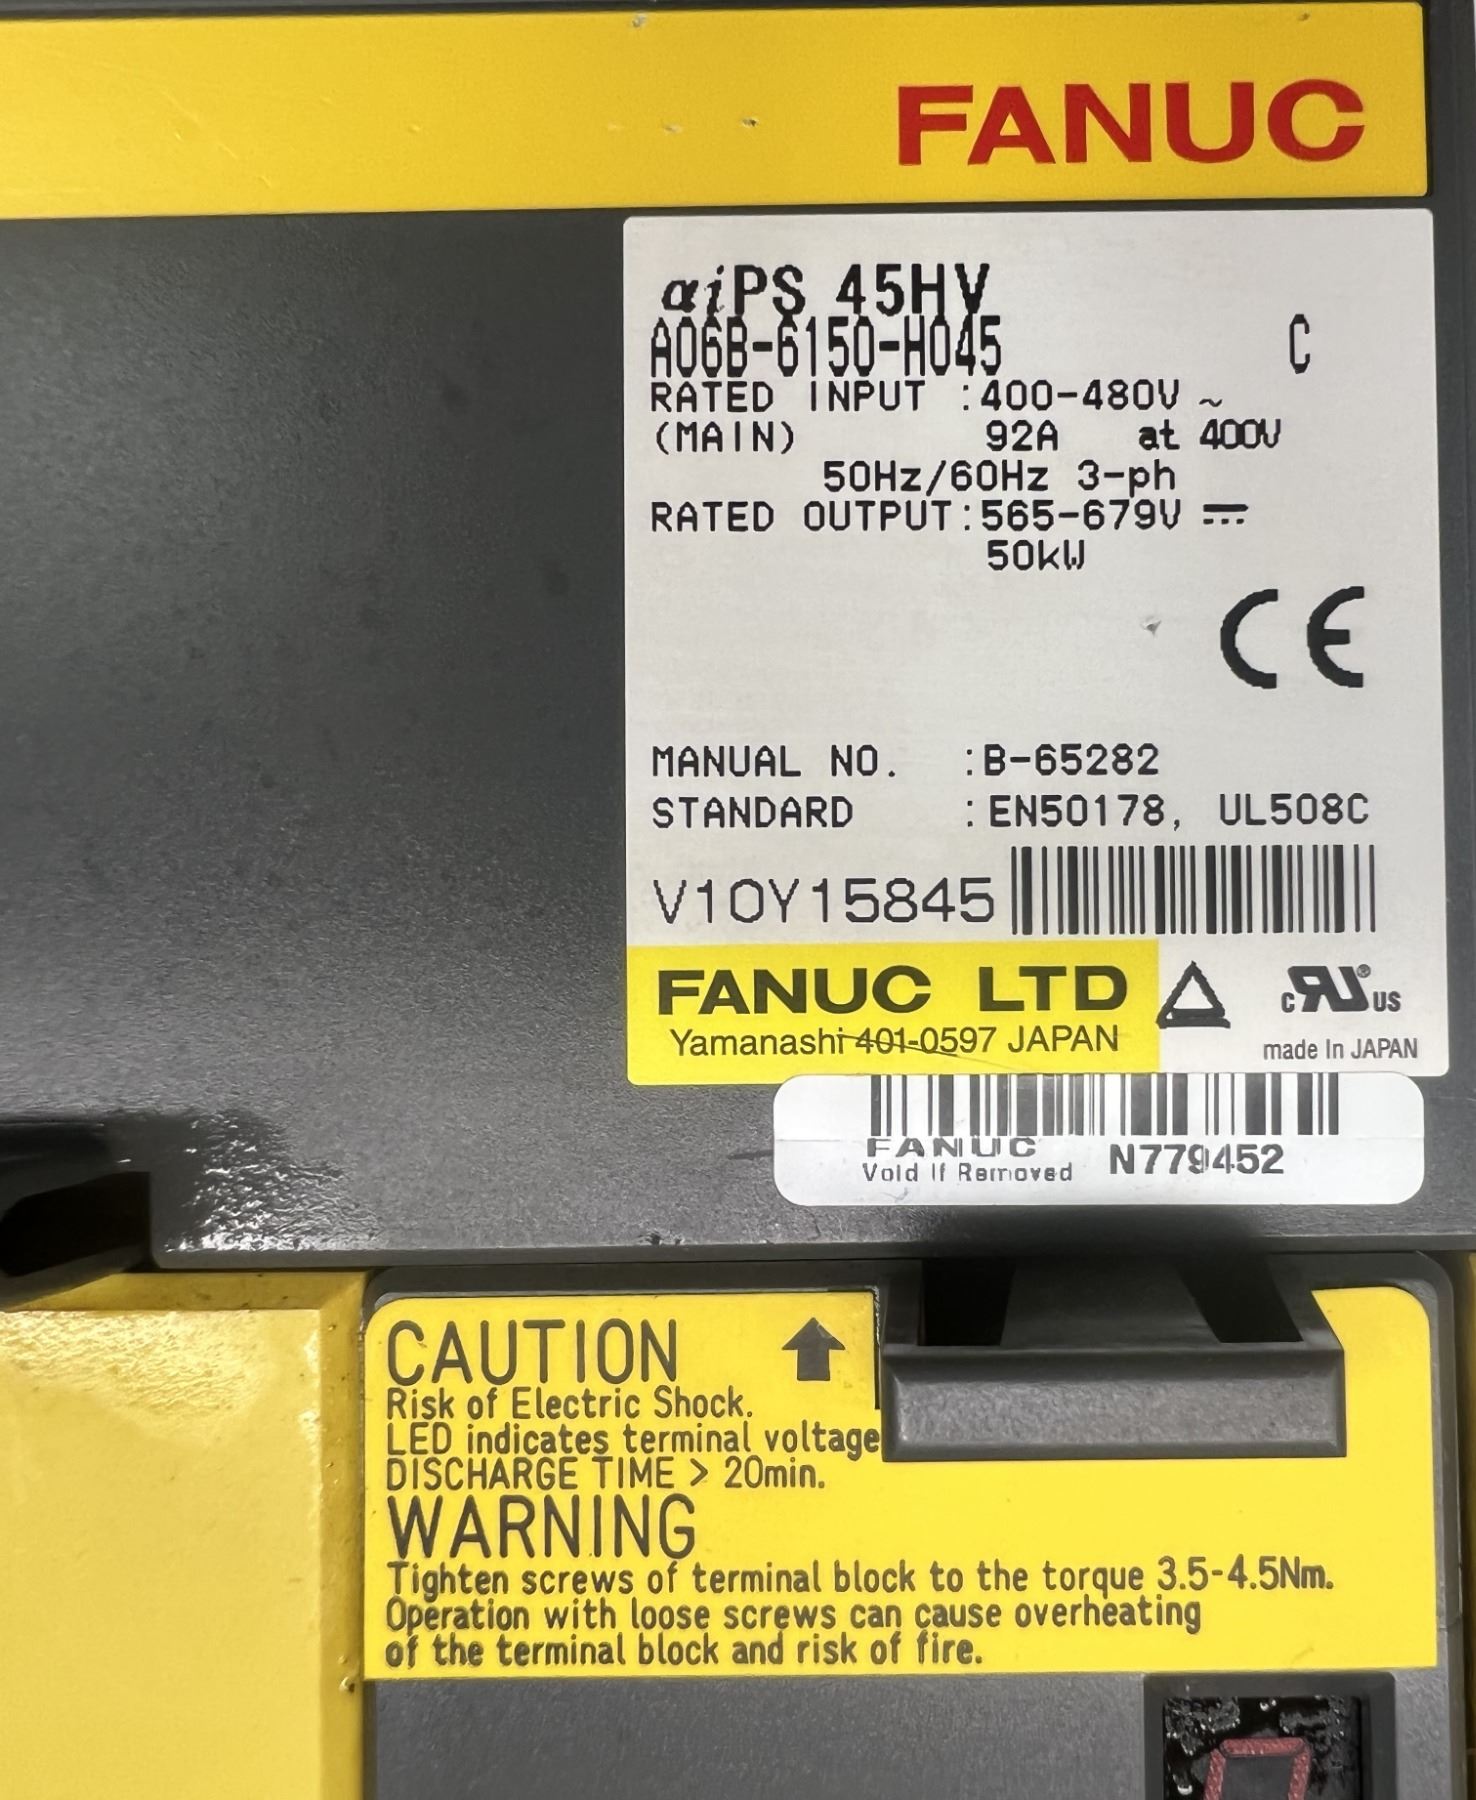 FANUC
αiPS 45HV
A06B-6150-H045 C
RATED INPUT :400-480V ~
(MAIN) 92A at 400V
50Hz/60Hz 3-ph
RATED OUTPUT:565-679V ⎓
50kW
CE
MANUAL NO. :B-65282
STANDARD :EN50178, UL508C
V10Y15845
FANUC LTD
Yamanashi 401-0597 JAPAN
c RU ® US
made In JAPAN
FANUC
Void If Removed N779452
CAUTION
Risk of Electric Shock.
LED indicates terminal voltage
DISCHARGE TIME > 20min.
WARNING
Tighten screws of terminal block to the torque 3.5-4.5Nm.
Operation with loose screws can cause overheating
of the terminal block and risk of fire.